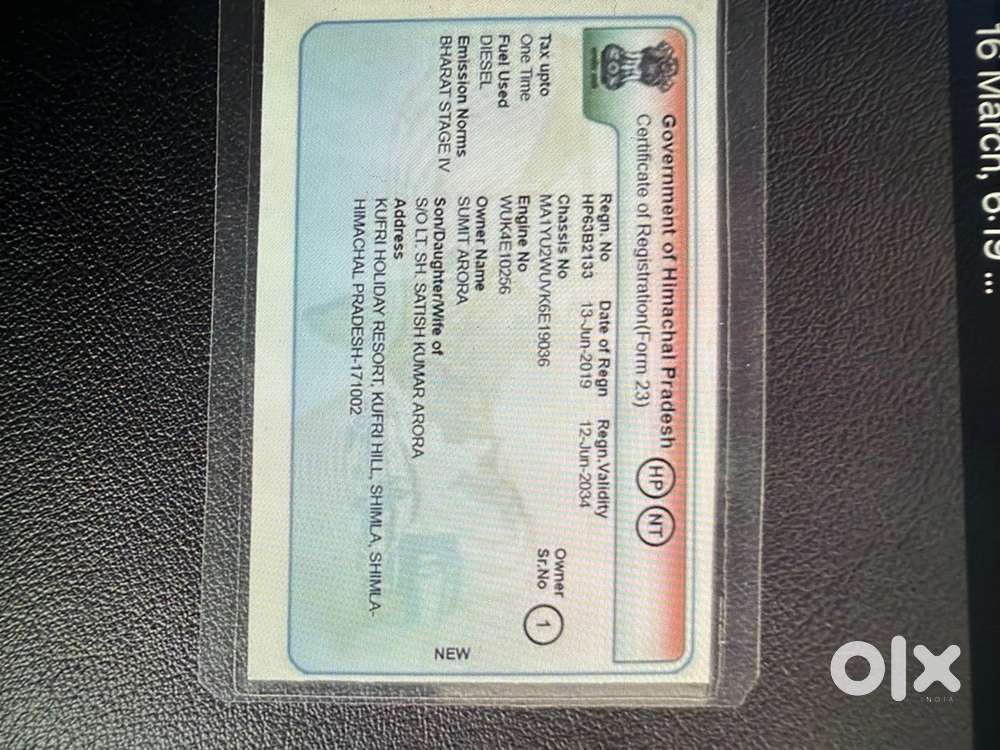 16 March, 6:19 ...
Government of Himachal Pradesh HP NT
Certificate of Registration(Form 23)
Regn. No Date of Regn Regn.Validity
HP63B2133 13-Jun-2019 12-Jun-2034
Chassis No
MA1YU2WUVK6E19036
Engine No
WUK4E10256
Owner Name
SUMIT ARORA
Son/Daughter/Wife of
S/O LT. SH. SATISH KUMAR ARORA
Address
KUFRI HOLIDAY RESORT, KUFRI HILL, SHIMLA, SHIMLA-
HIMACHAL PRADESH-171002
Tax upto
One Time
Fuel Used
DIESEL
Emission Norms
BHARAT STAGE IV
Owner
Sr.No 1
NEW
olx
INDIA